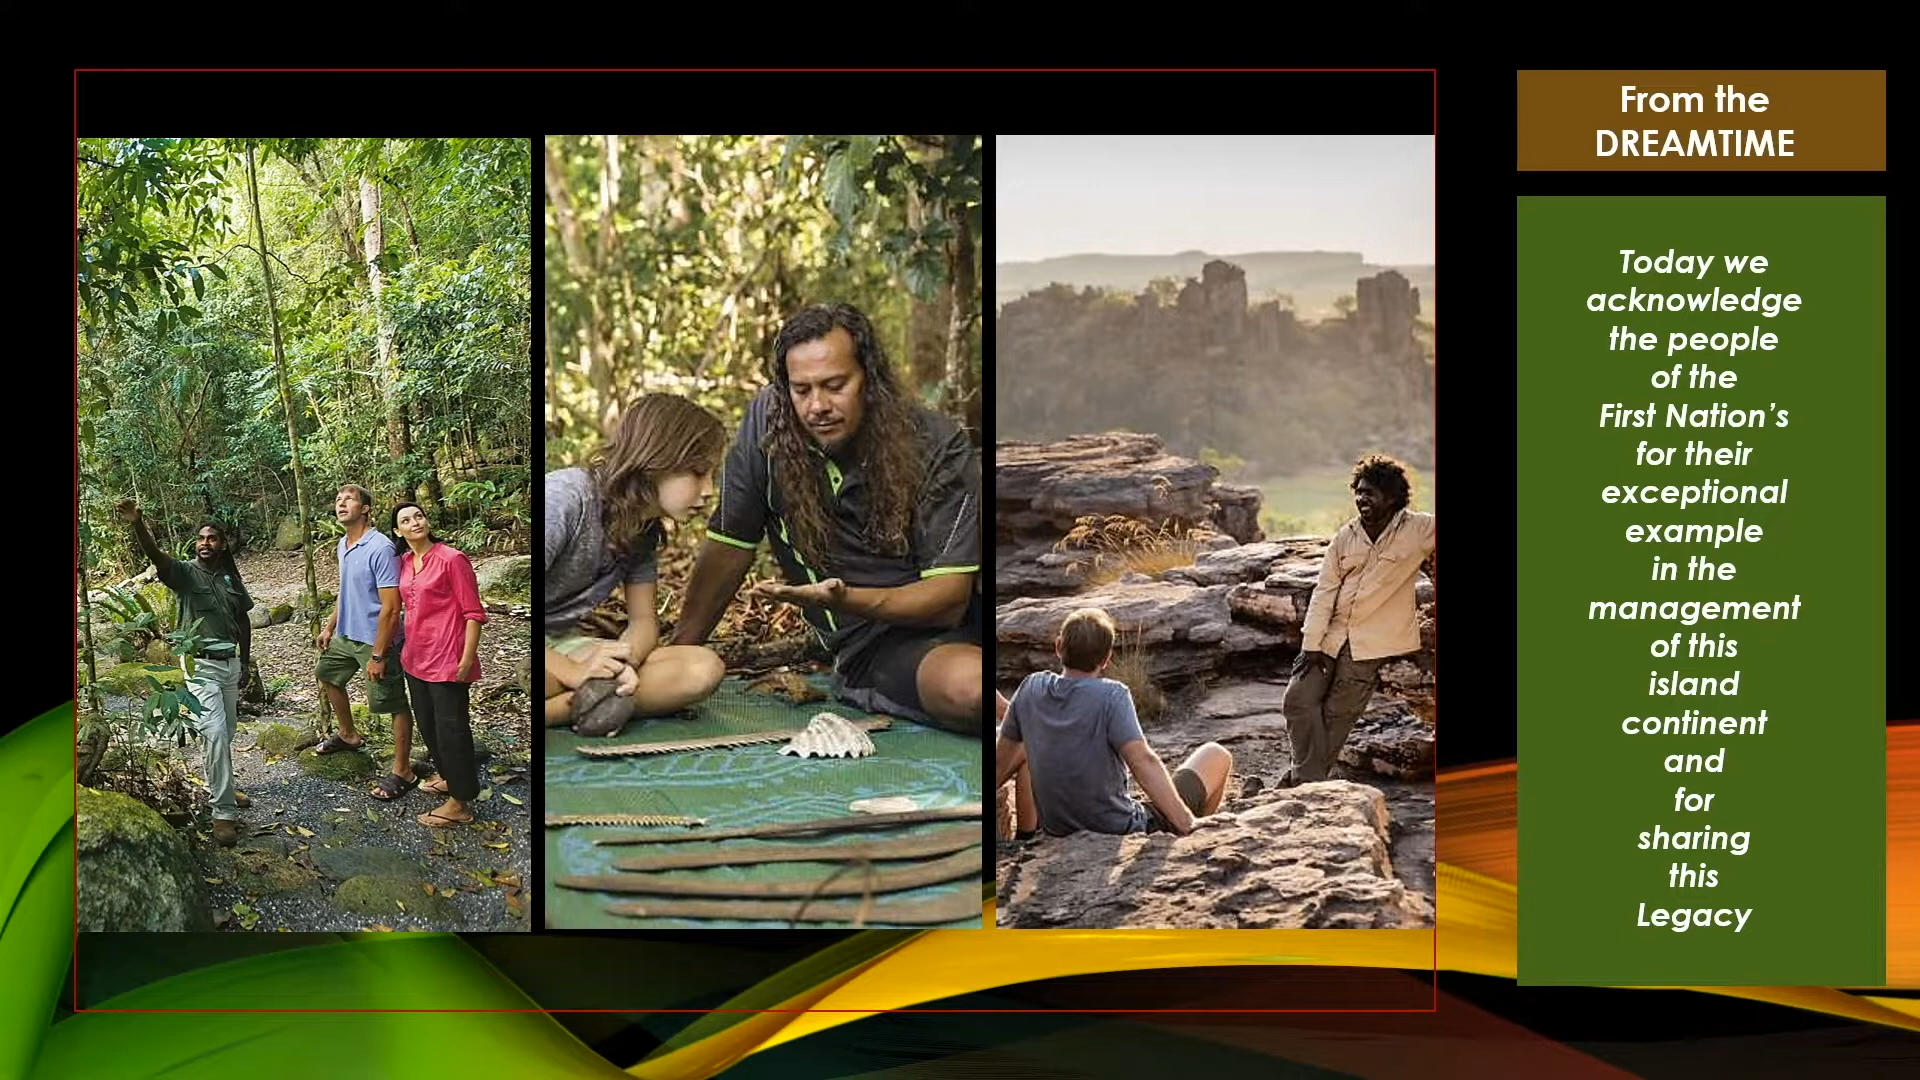 From the
DREAMTIME
Today we
acknowledge
the people
of the
First Nation’s
for their
exceptional
example
in the
management
of this
island
continent
and
for
sharing
this
Legacy